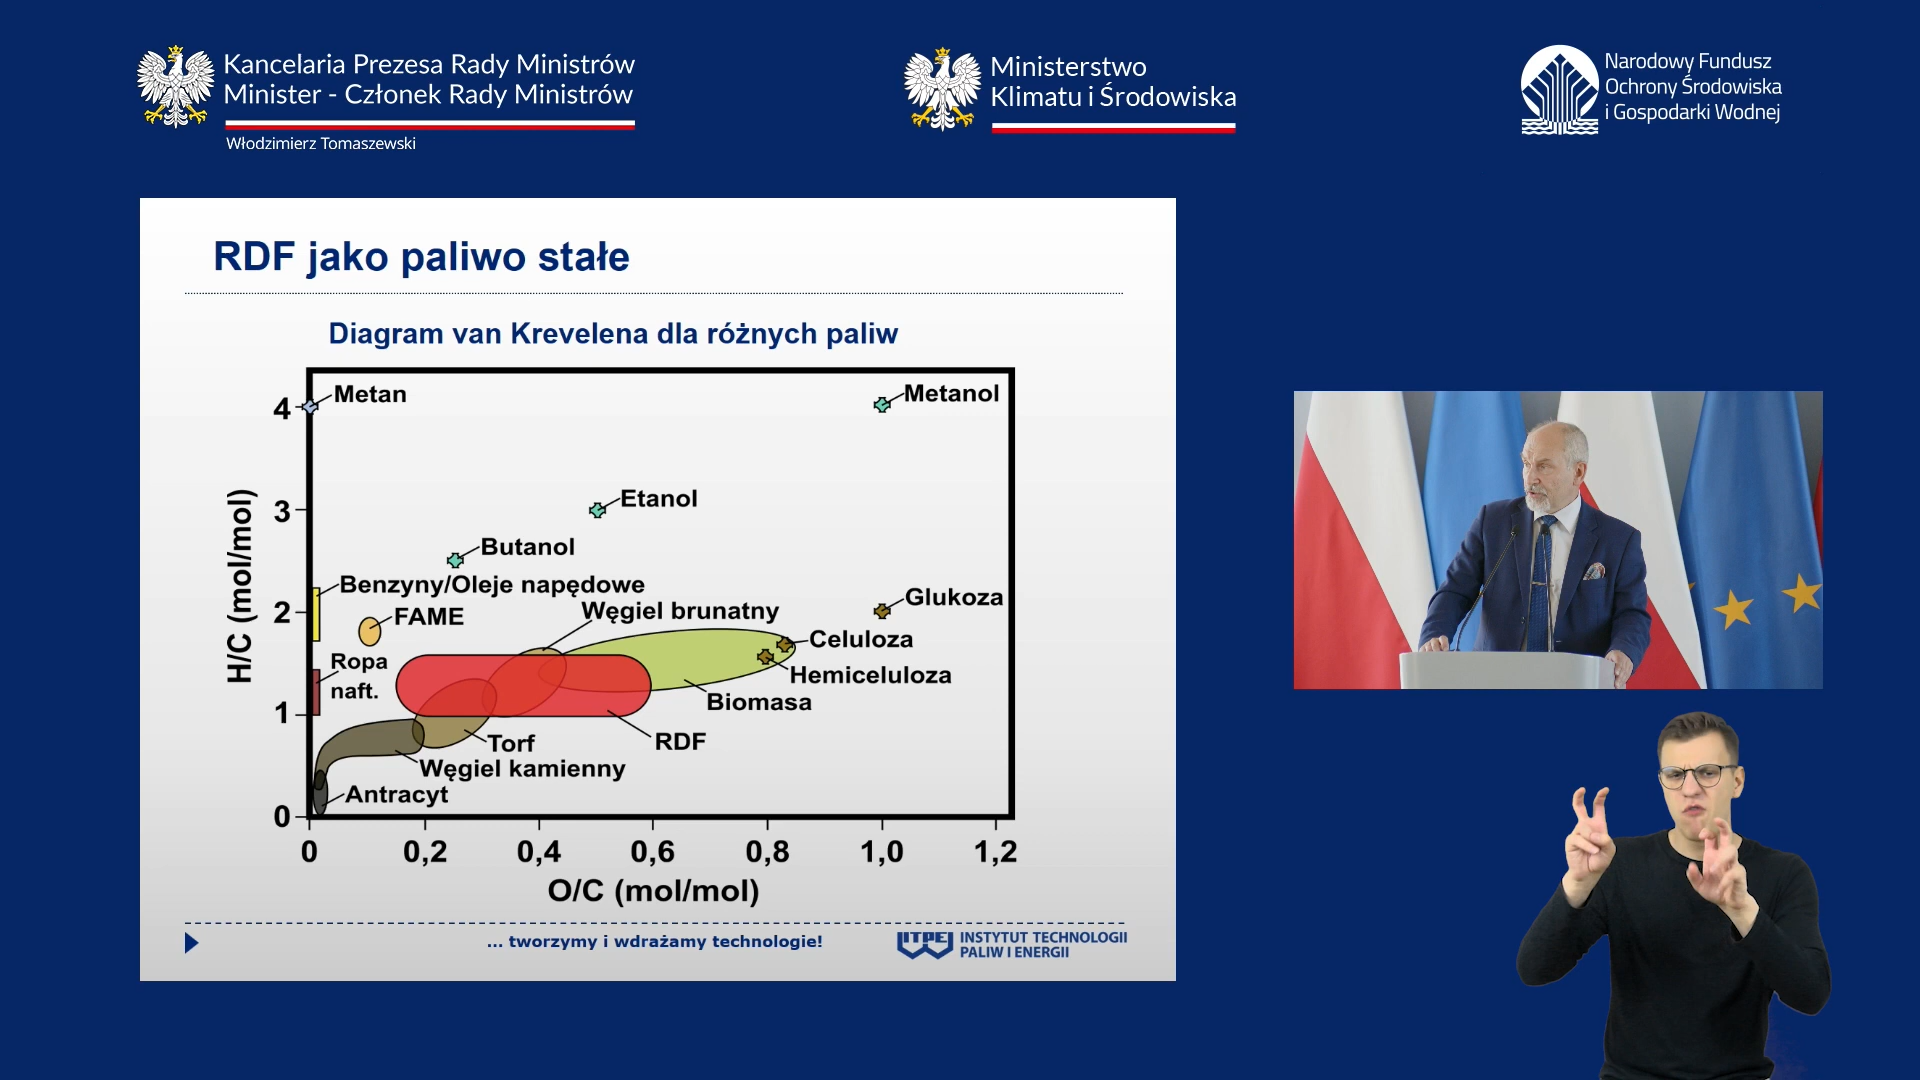 Kancelaria Prezesa Rady Ministrów
Minister - Członek Rady Ministrów
Włodzimierz Tomaszewski
Ministerstwo
Klimatu i Środowiska
Narodowy Fundusz
Ochrony Środowiska
i Gospodarki Wodnej
RDF jako paliwo stałe
Diagram van Krevelena dla różnych paliw
Metan
Metanol
4
Etanol
3
Butanol
Benzyny/Oleje napędowe
Glukoza
2
FAME
Węgiel brunatny
Celuloza
Ropa
naft.
Hemiceluloza
Biomasa
1
Torf
RDF
Węgiel kamienny
Antracyt
0
H/C (mol/mol)
0 0,2 0,4 0,6 0,8 1,0 1,2
O/C (mol/mol)
... tworzymy i wdrażamy technologie!
ITPE
INSTYTUT TECHNOLOGII
PALIW I ENERGII